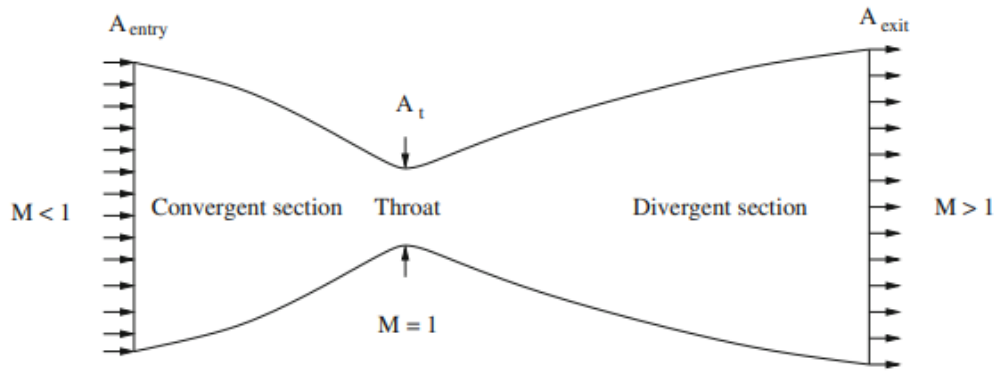 A entry
A exit
A t
M < 1
Convergent section
Throat
Divergent section
M > 1
M = 1